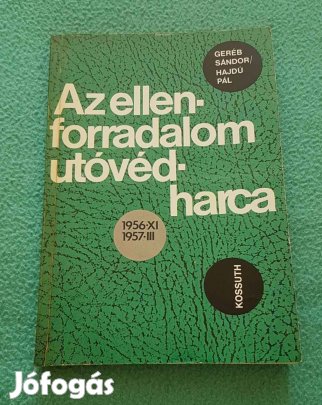 GERÉB
SÁNDOR/
HAJDÚ
PÁL
Az ellen-
forradalom
utóvéd-
harca
1956·XI
1957·III
KOSSUTH
Jófogás